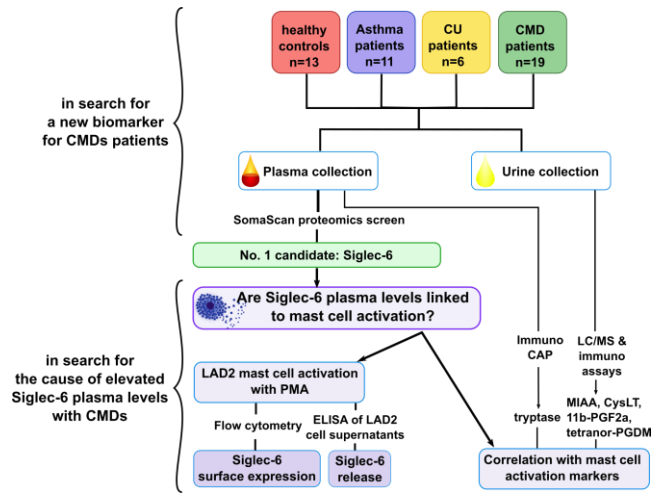 healthy
controls
n=13
Asthma
patients
n=11
CU
patients
n=6
CMD
patients
n=19
in search for
a new biomarker
for CMDs patients
Plasma collection
Urine collection
SomaScan proteomics screen
No. 1 candidate: Siglec-6
Are Siglec-6 plasma levels linked
to mast cell activation?
in search for
the cause of elevated
Siglec-6 plasma levels
with CMDs
Immuno
CAP
LC/MS &
immuno
assays
LAD2 mast cell activation
with PMA
Flow cytometry
ELISA of LAD2
cell supernatants
tryptase
MIAA, CysLT,
11b-PGF2a,
tetranor-PGDM
Siglec-6
surface expression
Siglec-6
release
Correlation with mast cell
activation markers